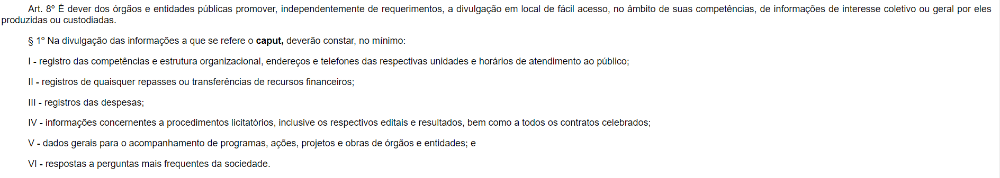 Art. 8º É dever dos órgãos e entidades públicas promover, independentemente de requerimentos, a divulgação em local de fácil acesso, no âmbito de suas competências, de informações de interesse coletivo ou geral por eles
produzidas ou custodiadas.
§ 1º Na divulgação das informações a que se refere o caput, deverão constar, no mínimo:
I - registro das competências e estrutura organizacional, endereços e telefones das respectivas unidades e horários de atendimento ao público;
II - registros de quaisquer repasses ou transferências de recursos financeiros;
III - registros das despesas;
IV - informações concernentes a procedimentos licitatórios, inclusive os respectivos editais e resultados, bem como a todos os contratos celebrados;
V - dados gerais para o acompanhamento de programas, ações, projetos e obras de órgãos e entidades; e
VI - respostas a perguntas mais frequentes da sociedade.